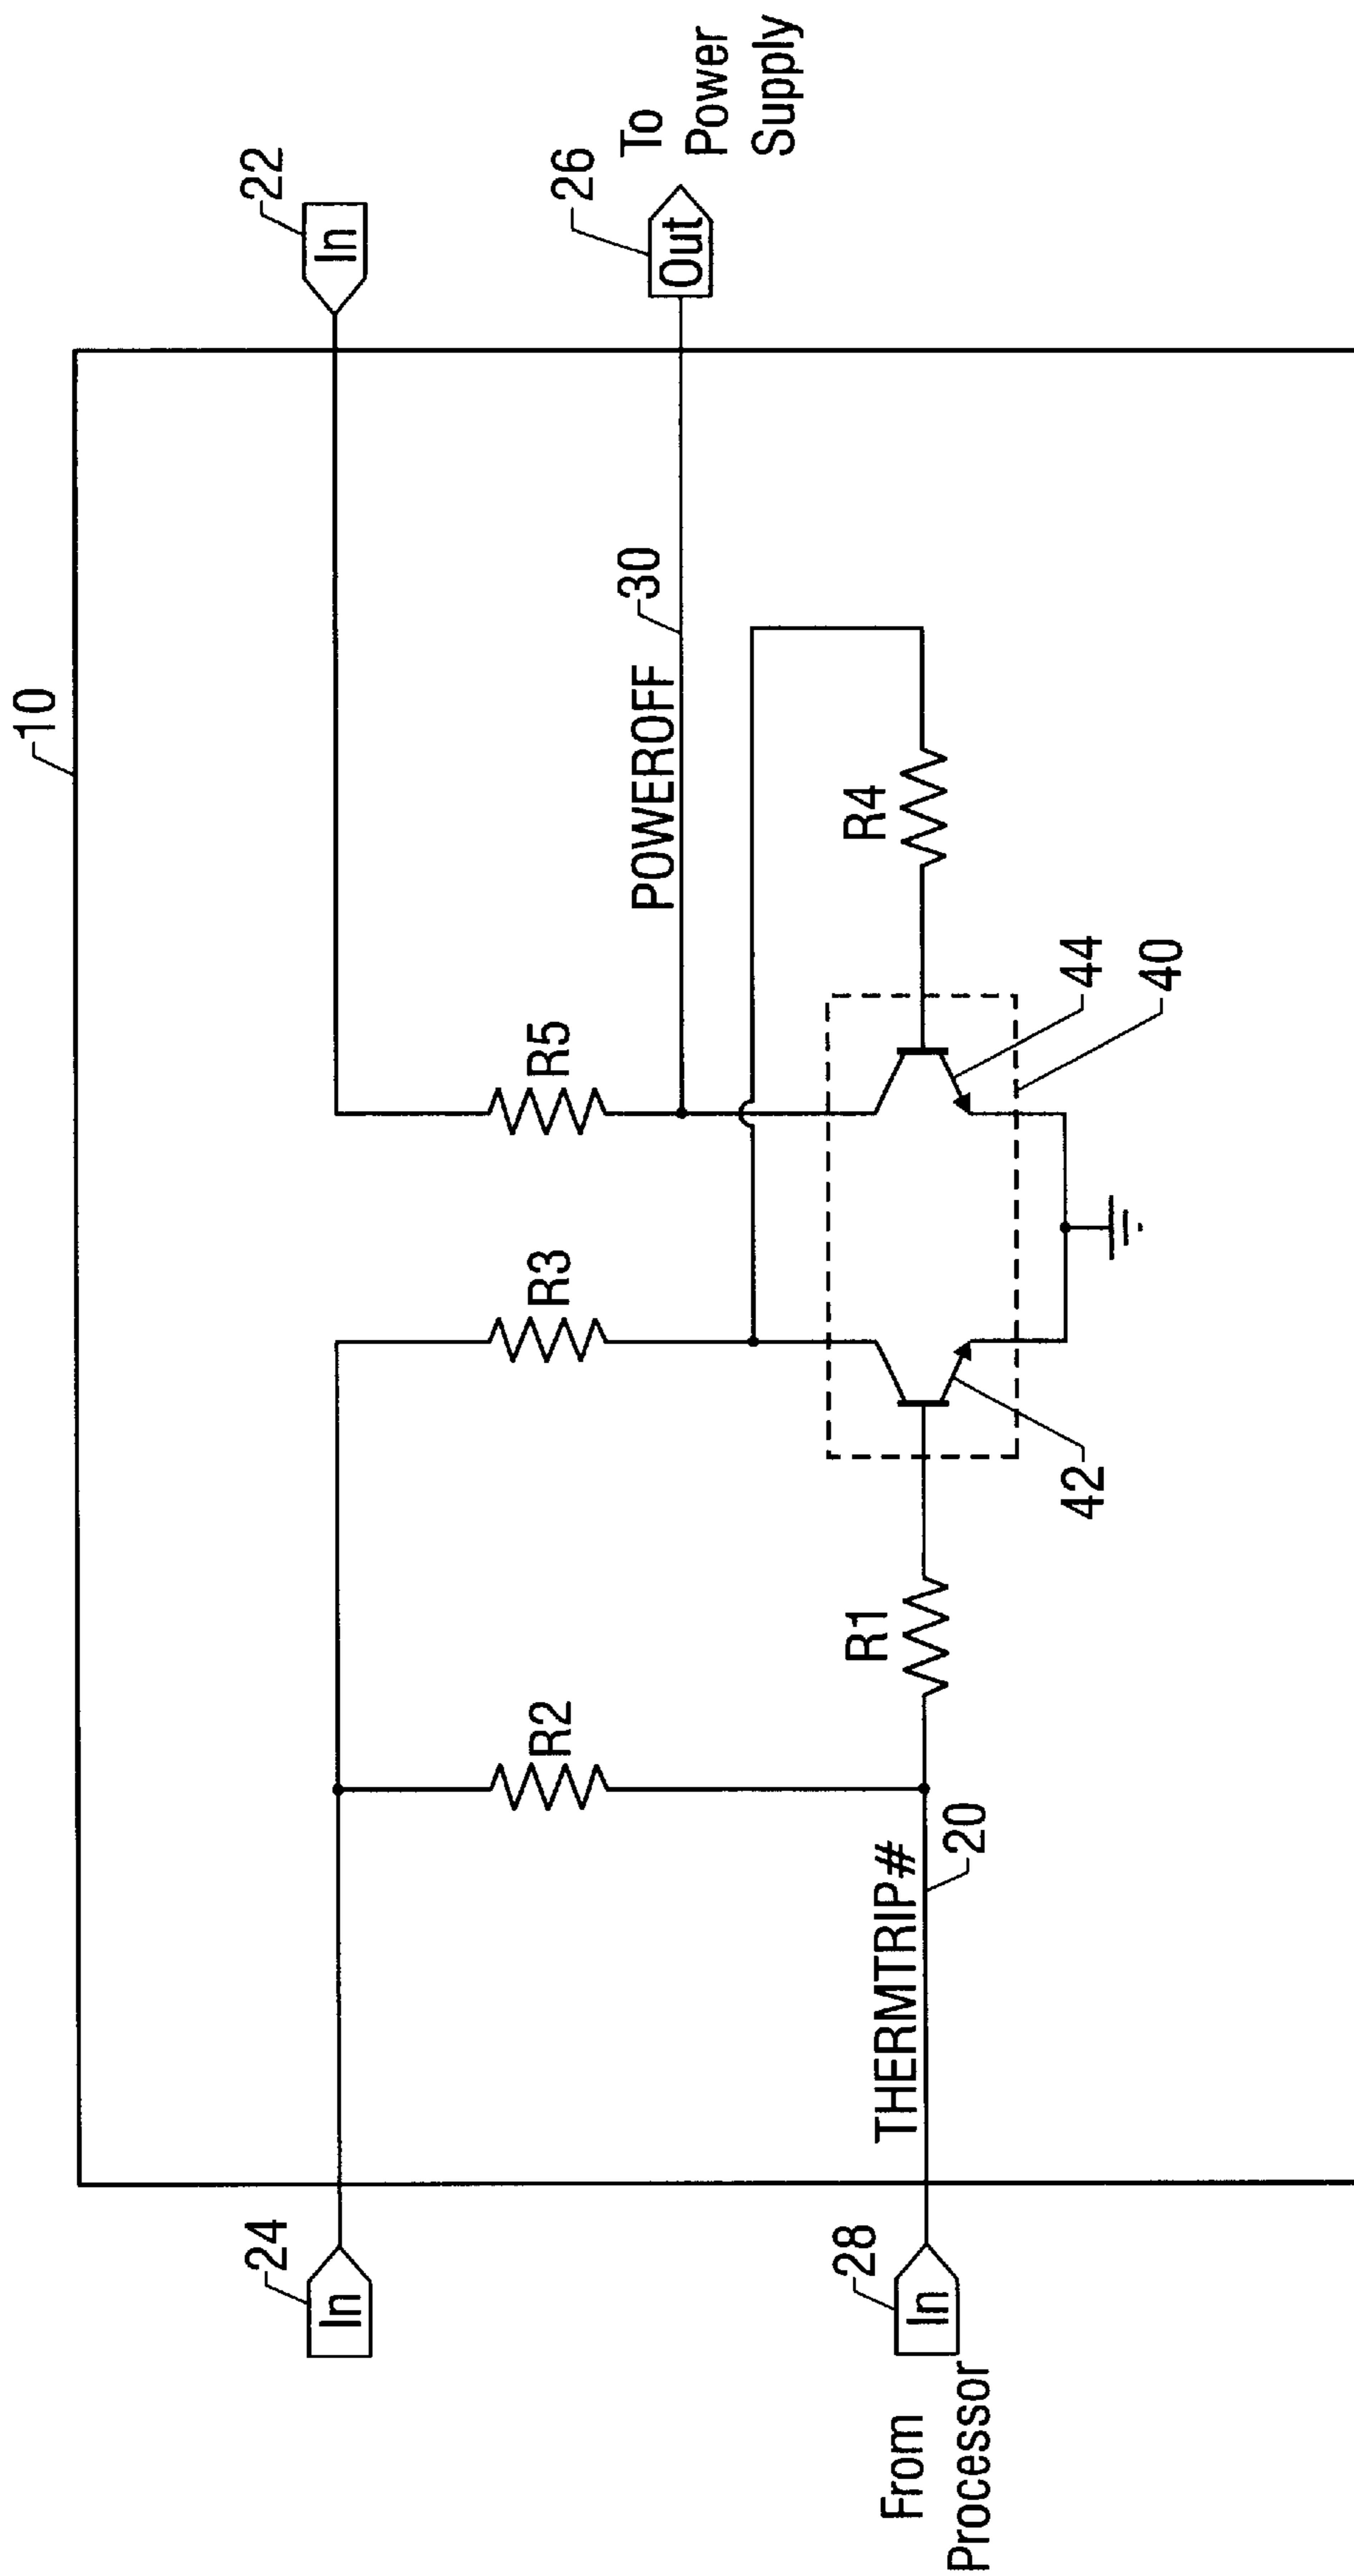 10
24
In
22
In
R2
R3
R5
26
Out
To
Power
Supply
POWEROFF
30
28
In
From
Processor
THERMTRIP#
20
R1
R4
42
44
40